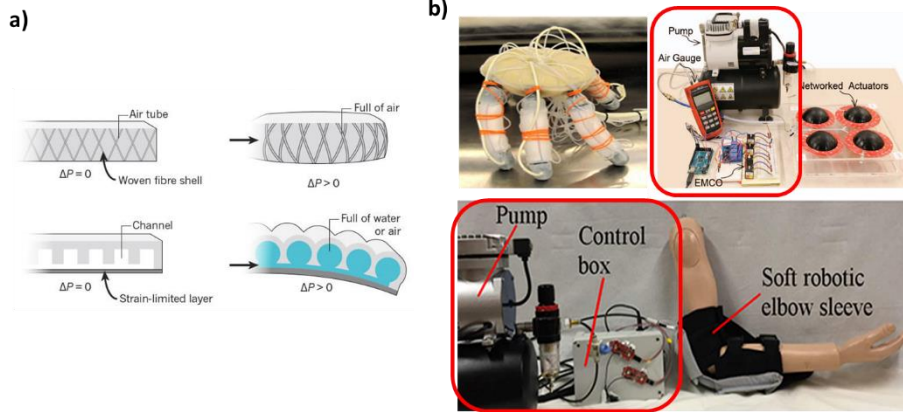 a)
Air tube
Full of air
ΔP = 0
Woven fibre shell
ΔP > 0
Channel
Full of water
or air
ΔP = 0
Strain-limited layer
ΔP > 0
b)
Pump
Air Gauge
Networked Actuators
EMCO
Pump
Control
box
Soft robotic
elbow sleeve